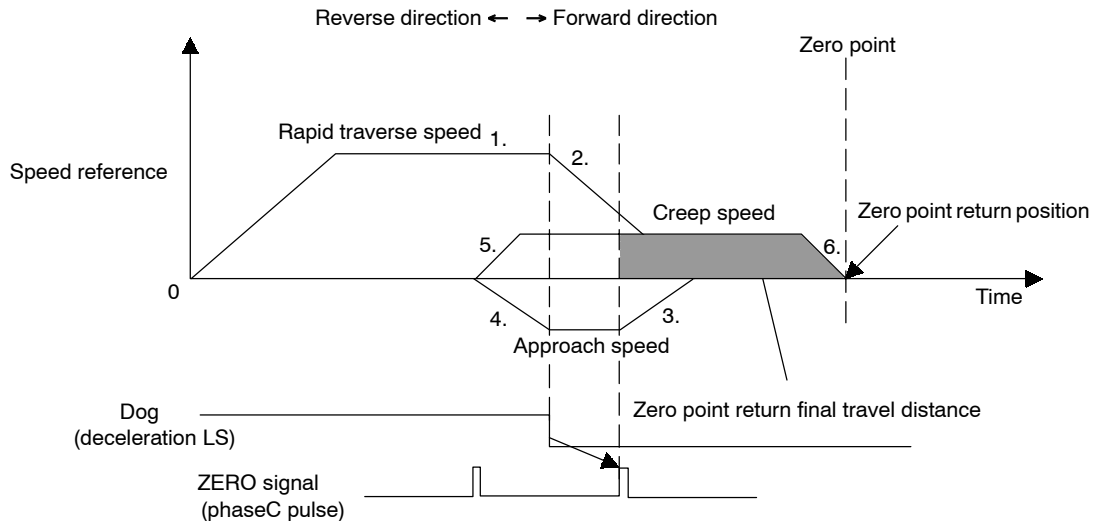 Reverse direction ← → Forward direction
Zero point
Rapid traverse speed 1.
2.
Speed reference
Creep speed
Zero point return position
5.
6.
0
Time
4.
3.
Approach speed
Dog
(deceleration LS)
Zero point return final travel distance
ZERO signal
(phaseC pulse)